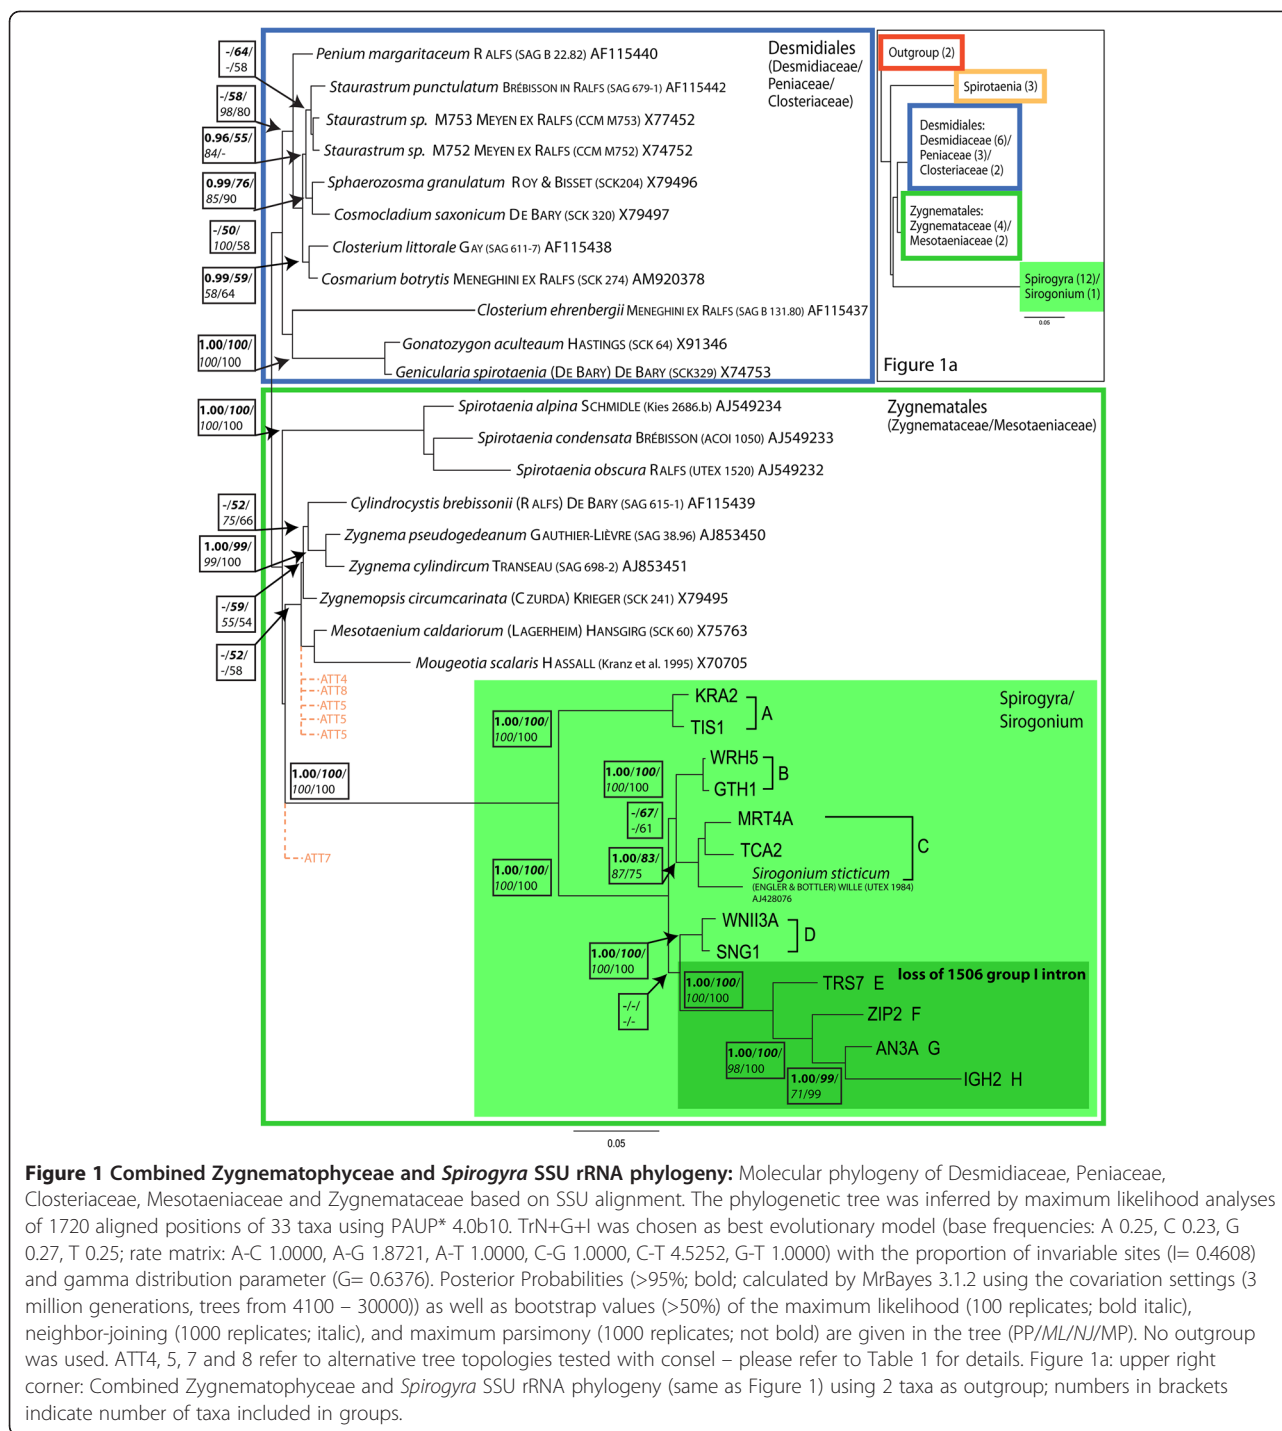 -/64/
-/58
Penium margaritaceum RALFS (SAG B 22.82) AF115440
Desmidiales
(Desmidiaceae/
Peniaceae/
Closteriaceae)
-/58/
98/80
Staurastrum punctulatum BRÉBISSON IN RALFS (SAG 679-1) AF115442
Staurastrum sp. M753 MEYEN EX RALFS (CCM M753) X77452
0.96/55/
84/-
Staurastrum sp. M752 MEYEN EX RALFS (CCM M752) X74752
0.99/76/
85/90
Sphaerozosma granulatum ROY & BISSET (SCK204) X79496
Cosmocladium saxonicum DE BARY (SCK 320) X79497
-/50/
100/58
Closterium littorale GAY (SAG 611-7) AF115438
0.99/59/
58/64
Cosmarium botrytis MENEGHINI EX RALFS (SCK 274) AM920378
Closterium ehrenbergii MENEGHINI EX RALFS (SAG B 131.80) AF115437
1.00/100/
100/100
Gonatozygon aculteaum HASTINGS (SCK 64) X91346
Genicularia spirotaenia (DE BARY) DE BARY (SCK329) X74753
Outgroup (2)
Spirotaenia (3)
Desmidiales:
Desmidiaceae (6)/
Peniaceae (3)/
Closteriaceae (2)
Zygnematales:
Zygnemataceae (4)/
Mesotaeniaceae (2)
Spirogyra (12)/
Sirogonium (1)
0.05
Figure 1a
1.00/100/
100/100
Spirotaenia alpina SCHMIDLE (Kies 2686.b) AJ549234
Zygnematales
(Zygnemataceae/Mesotaeniaceae)
Spirotaenia condensata BRÉBISSON (ACOI 1050) AJ549233
Spirotaenia obscura RALFS (UTEX 1520) AJ549232
-/52/
75/66
Cylindrocystis brebissonii (RALFS) DE BARY (SAG 615-1) AF115439
1.00/99/
99/100
Zygnema pseudogedeanum GAUTHIER-LIÈVRE (SAG 38.96) AJ853450
Zygnema cylindircum TRANSEAU (SAG 698-2) AJ853451
-/59/
55/54
Zygnemopsis circumcarinata (CZURDA) KRIEGER (SCK 241) X79495
-/52/
-/58
Mesotaenium caldariorum (LAGERHEIM) HANSGIRG (SCK 60) X75763
Mougeotia scalaris HASSALL (Kranz et al. 1995) X70705
ATT4
ATT8
ATT5
ATT5
ATT5
Spirogyra/
Sirogonium
KRA2
A
TIS1
1.00/100/
100/100
WRH5
B
GTH1
1.00/100/
100/100
1.00/100/
100/100
-/67/
-/61
MRT4A
C
TCA2
1.00/83/
87/75
Sirogonium sticticum
(ENGLER & BOTTLER) WILLE (UTEX 1984)
AJ428076
ATT7
1.00/100/
100/100
WNII3A
D
SNG1
1.00/100/
100/100
-/-/
-/-
loss of 1506 group I intron
1.00/100/
100/100
TRS7 E
ZIP2 F
AN3A G
IGH2 H
1.00/100/
98/100
1.00/99/
71/99
0.05
Figure 1 Combined Zygnematophyceae and Spirogyra SSU rRNA phylogeny: Molecular phylogeny of Desmidiaceae, Peniaceae,
Closteriaceae, Mesotaeniaceae and Zygnemataceae based on SSU alignment. The phylogenetic tree was inferred by maximum likelihood analyses
of 1720 aligned positions of 33 taxa using PAUP* 4.0b10. TrN+G+I was chosen as best evolutionary model (base frequencies: A 0.25, C 0.23, G
0.27, T 0.25; rate matrix: A-C 1.0000, A-G 1.8721, A-T 1.0000, C-G 1.0000, C-T 4.5252, G-T 1.0000) with the proportion of invariable sites (I= 0.4608)
and gamma distribution parameter (G= 0.6376). Posterior Probabilities (>95%; bold; calculated by MrBayes 3.1.2 using the covariation settings (3
million generations, trees from 4100 – 30000)) as well as bootstrap values (>50%) of the maximum likelihood (100 replicates; bold italic),
neighbor-joining (1000 replicates; italic), and maximum parsimony (1000 replicates; not bold) are given in the tree (PP/ML/NJ/MP). No outgroup
was used. ATT4, 5, 7 and 8 refer to alternative tree topologies tested with consel – please refer to Table 1 for details. Figure 1a: upper right
corner: Combined Zygnematophyceae and Spirogyra SSU rRNA phylogeny (same as Figure 1) using 2 taxa as outgroup; numbers in brackets
indicate number of taxa included in groups.